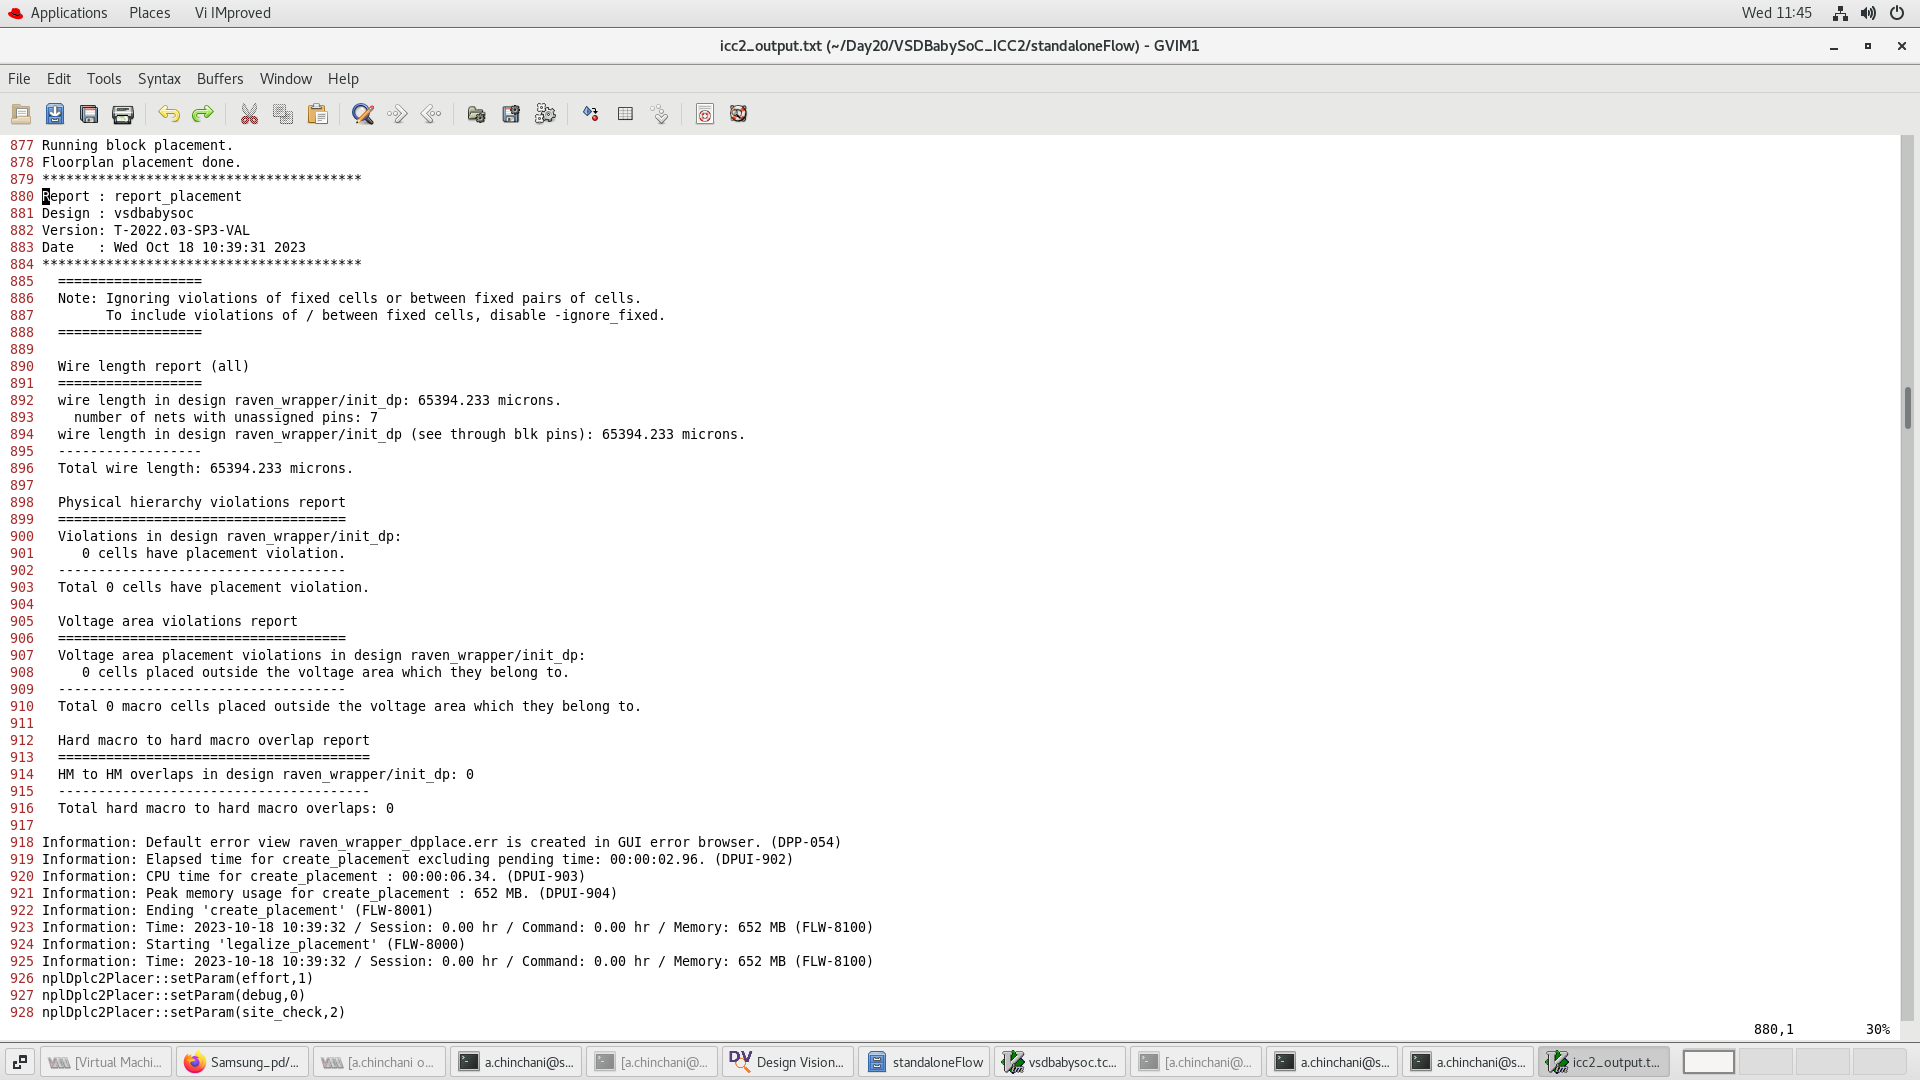 Applications Places Vi IMproved Wed 11:45
icc2_output.txt (~/Day20/VSDBabySoC_ICC2/standaloneFlow) - GVIM1
File Edit Tools Syntax Buffers Window Help
877 Running block placement.
878 Floorplan placement done.
879 ****************************************
880 Report : report_placement
881 Design : vsdbabysoc
882 Version: T-2022.03-SP3-VAL
883 Date   : Wed Oct 18 10:39:31 2023
884 ****************************************
885   ==================
886   Note: Ignoring violations of fixed cells or between fixed pairs of cells.
887         To include violations of / between fixed cells, disable -ignore_fixed.
888   ==================
889
890   Wire length report (all)
891   ==================
892   wire length in design raven_wrapper/init_dp: 65394.233 microns.
893     number of nets with unassigned pins: 7
894   wire length in design raven_wrapper/init_dp (see through blk pins): 65394.233 microns.
895   ------------------
896   Total wire length: 65394.233 microns.
897
898   Physical hierarchy violations report
899   ====================================
900   Violations in design raven_wrapper/init_dp:
901      0 cells have placement violation.
902   ------------------------------------
903   Total 0 cells have placement violation.
904
905   Voltage area violations report
906   ====================================
907   Voltage area placement violations in design raven_wrapper/init_dp:
908      0 cells placed outside the voltage area which they belong to.
909   ------------------------------------
910   Total 0 macro cells placed outside the voltage area which they belong to.
911
912   Hard macro to hard macro overlap report
913   =======================================
914   HM to HM overlaps in design raven_wrapper/init_dp: 0
915   ---------------------------------------
916   Total hard macro to hard macro overlaps: 0
917
918 Information: Default error view raven_wrapper_dpplace.err is created in GUI error browser. (DPP-054)
919 Information: Elapsed time for create_placement excluding pending time: 00:00:02.96. (DPUI-902)
920 Information: CPU time for create_placement : 00:00:06.34. (DPUI-903)
921 Information: Peak memory usage for create_placement : 652 MB. (DPUI-904)
922 Information: Ending 'create_placement' (FLW-8001)
923 Information: Time: 2023-10-18 10:39:32 / Session: 0.00 hr / Command: 0.00 hr / Memory: 652 MB (FLW-8100)
924 Information: Starting 'legalize_placement' (FLW-8000)
925 Information: Time: 2023-10-18 10:39:32 / Session: 0.00 hr / Command: 0.00 hr / Memory: 652 MB (FLW-8100)
926 nplDplc2Placer::setParam(effort,1)
927 nplDplc2Placer::setParam(debug,0)
928 nplDplc2Placer::setParam(site_check,2)
880,1 30%
[Virtual Machi... Samsung_pd/... [a.chinchani o... a.chinchani@s... [a.chinchani@... DV Design Vision... standaloneFlow vsdbabysoc.tc... [a.chinchani@... a.chinchani@s... a.chinchani@s... icc2_output.t...